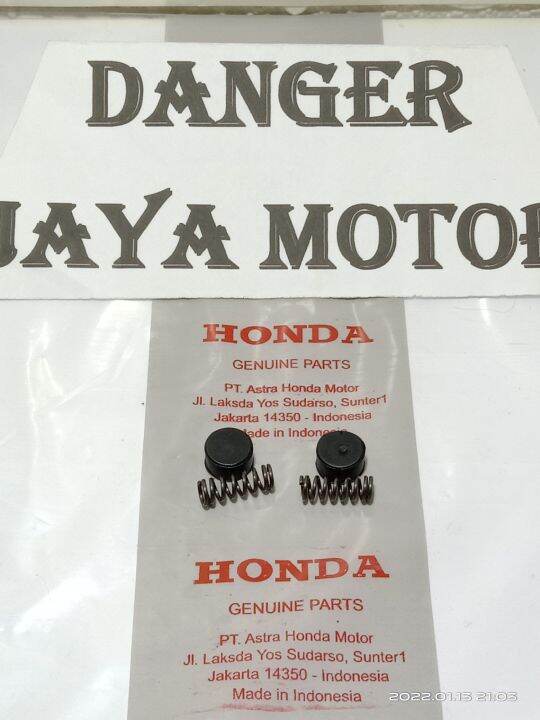 DANGER
JAYA MOTOR
HONDA
GENUINE PARTS
PT. Astra Honda Motor
Jl. Laksda Yos Sudarso, Sunter1
Jakarta 14350 - Indonesia
Made in Indonesia
HONDA
GENUINE PARTS
PT. Astra Honda Motor
Jl. Laksda Yos Sudarso, Sunter1
Jakarta 14350 - Indonesia
Made in Indonesia
2022.01.13 21:03